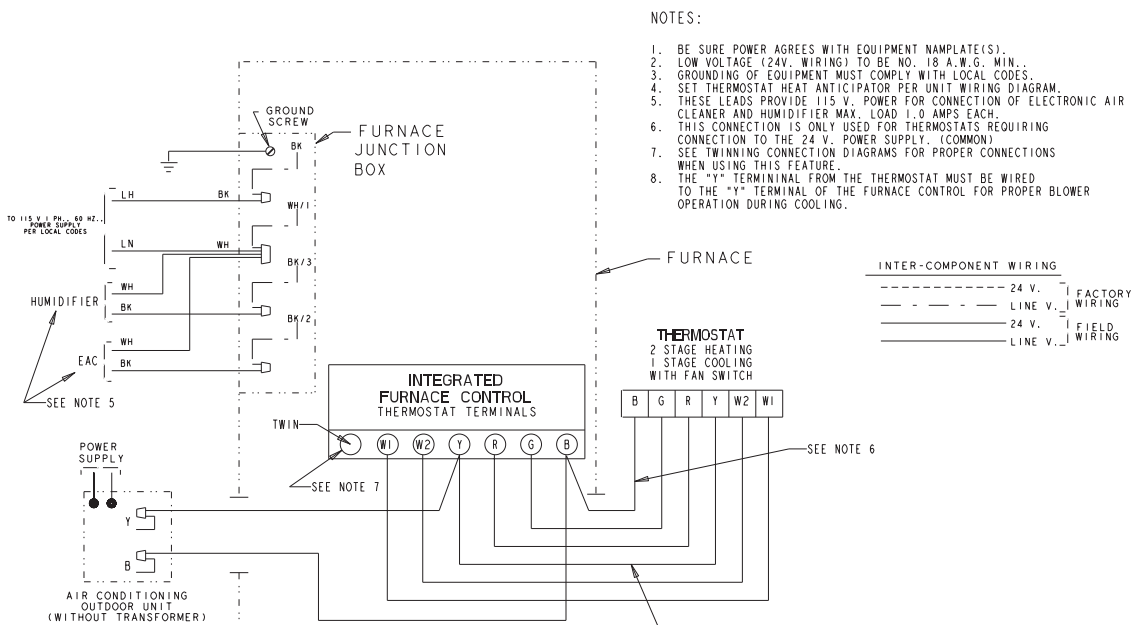 NOTES:
1. BE SURE POWER AGREES WITH EQUIPMENT NAMPLATE(S).
2. LOW VOLTAGE (24V. WIRING) TO BE NO. 18 A.W.G. MIN..
3. GROUNDING OF EQUIPMENT MUST COMPLY WITH LOCAL CODES.
4. SET THERMOSTAT HEAT ANTICIPATOR PER UNIT WIRING DIAGRAM.
5. THESE LEADS PROVIDE 115 V. POWER FOR CONNECTION OF ELECTRONIC AIR
CLEANER AND HUMIDIFIER MAX. LOAD 1.0 AMPS EACH.
6. THIS CONNECTION IS ONLY USED FOR THERMOSTATS REQUIRING
CONNECTION TO THE 24 V. POWER SUPPLY. (COMMON)
7. SEE TWINNING CONNECTION DIAGRAMS FOR PROPER CONNECTIONS
WHEN USING THIS FEATURE.
8. THE "Y" TERMININAL FROM THE THERMOSTAT MUST BE WIRED
TO THE "Y" TERMINAL OF THE FURNACE CONTROL FOR PROPER BLOWER
OPERATION DURING COOLING.
GROUND
SCREW
BK
FURNACE
JUNCTION
BOX
LH
BK
WH/1
TO 115 V 1 PH., 60 HZ.,
POWER SUPPLY
PER LOCAL CODES
LN
WH
BK/3
WH
HUMIDIFIER
BK
BK/2
WH
EAC
BK
SEE NOTE 5
FURNACE
INTER-COMPONENT WIRING
24 V.
LINE V.
FACTORY
WIRING
24 V.
LINE V.
FIELD
WIRING
THERMOSTAT
2 STAGE HEATING
1 STAGE COOLING
WITH FAN SWITCH
B G R Y W2 W1
INTEGRATED
FURNACE CONTROL
THERMOSTAT TERMINALS
TWIN
W1 W2 Y R G B
SEE NOTE 7
SEE NOTE 6
POWER
SUPPLY
Y
B
AIR CONDITIONING
OUTDOOR UNIT
(WITHOUT TRANSFORMER)